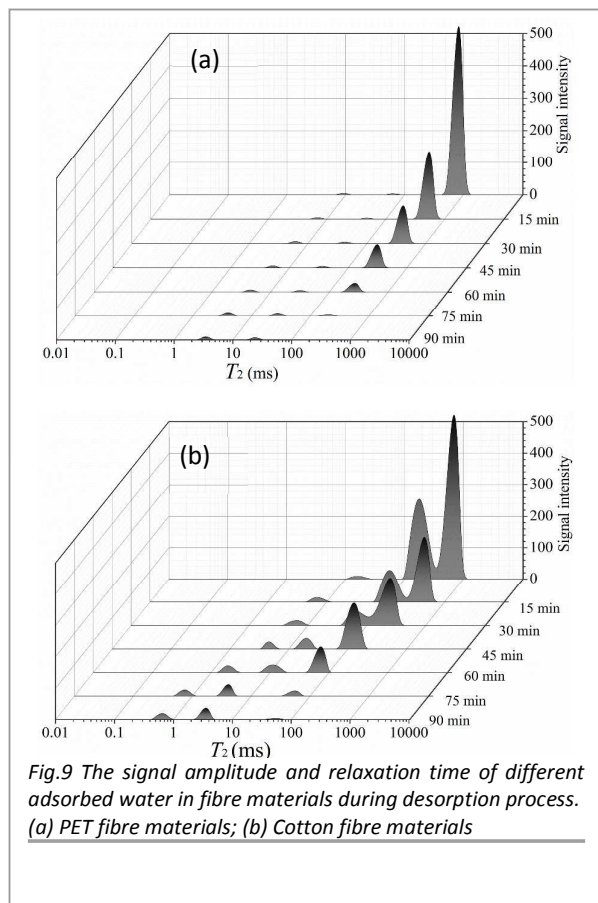 (a)
500
400
300
200
100
0
Signal intensity
15 min
30 min
45 min
60 min
75 min
90 min
0.01 0.1 1 10 100 1000 10000
T₂ (ms)
(b)
500
400
300
200
100
0
Signal intensity
15 min
30 min
45 min
60 min
75 min
90 min
0.01 0.1 1 10 100 1000 10000
T₂ (ms)
Fig.9 The signal amplitude and relaxation time of different
adsorbed water in fibre materials during desorption process.
(a) PET fibre materials; (b) Cotton fibre materials